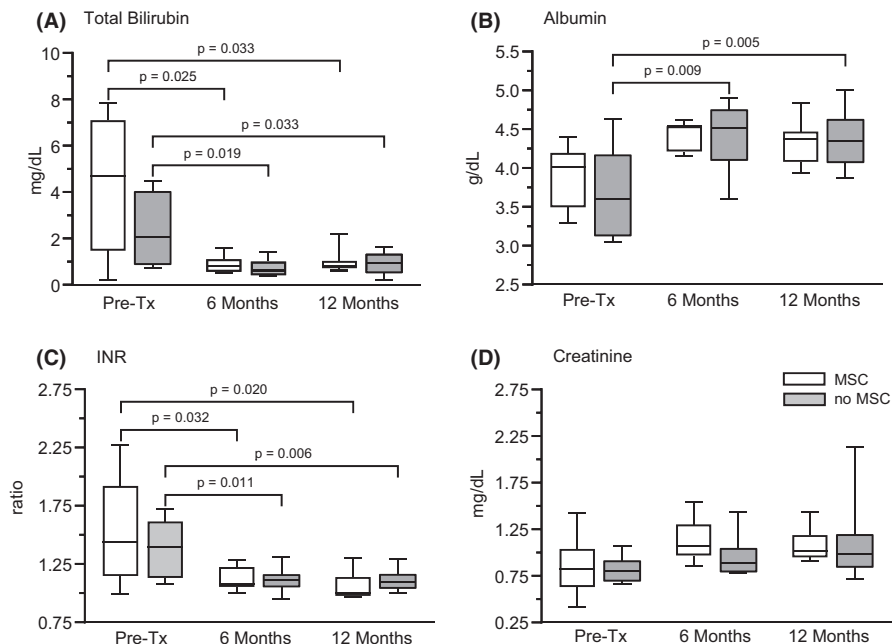 (A) Total Bilirubin
10
8
6
4
2
0
mg/dL
p = 0.033
p = 0.025
p = 0.033
p = 0.019
Pre-Tx 6 Months 12 Months
(B) Albumin
5.5
5.0
4.5
4.0
3.5
3.0
2.5
g/dL
p = 0.005
p = 0.009
Pre-Tx 6 Months 12 Months
(C) INR
2.75
2.25
1.75
1.25
0.75
ratio
p = 0.020
p = 0.032
p = 0.006
p = 0.011
Pre-Tx 6 Months 12 Months
(D) Creatinine
2.75
2.25
1.75
1.25
0.75
0.25
mg/dL
MSC
no MSC
Pre-Tx 6 Months 12 Months